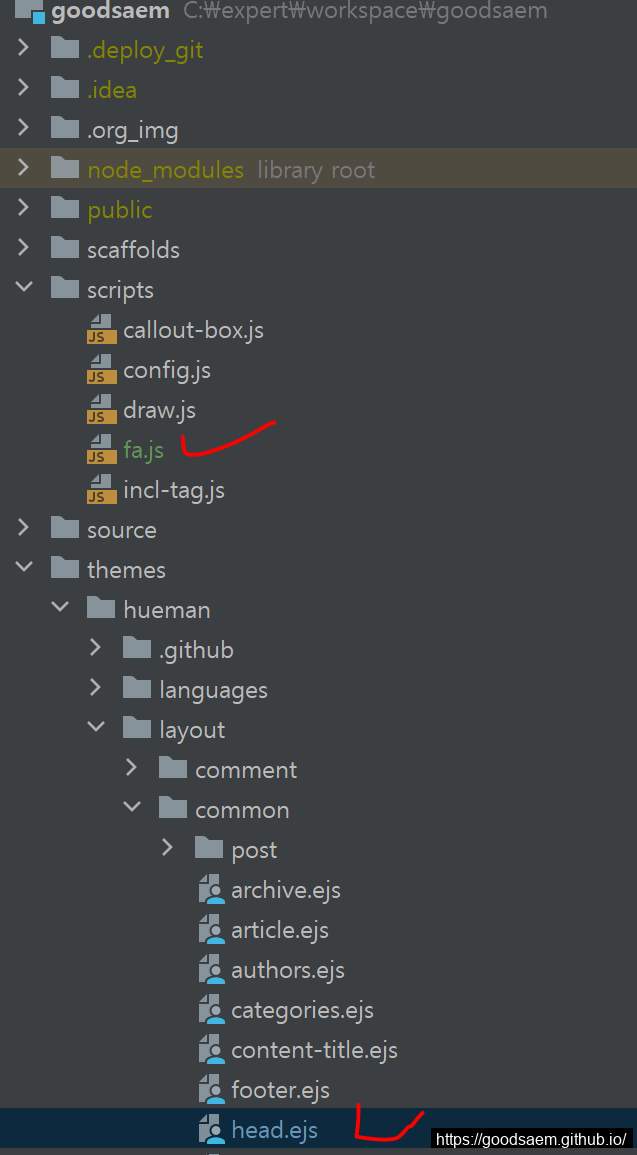 goodsaem C:₩expert₩workspace₩goodsaem
.deploy_git
.idea
.org_img
node_modules library root
public
scaffolds
scripts
JS callout-box.js
JS config.js
JS draw.js
JS fa.js
JS incl-tag.js
source
themes
hueman
.github
languages
layout
comment
common
post
archive.ejs
article.ejs
authors.ejs
categories.ejs
content-title.ejs
footer.ejs
head.ejs
https://goodsaem.github.io/